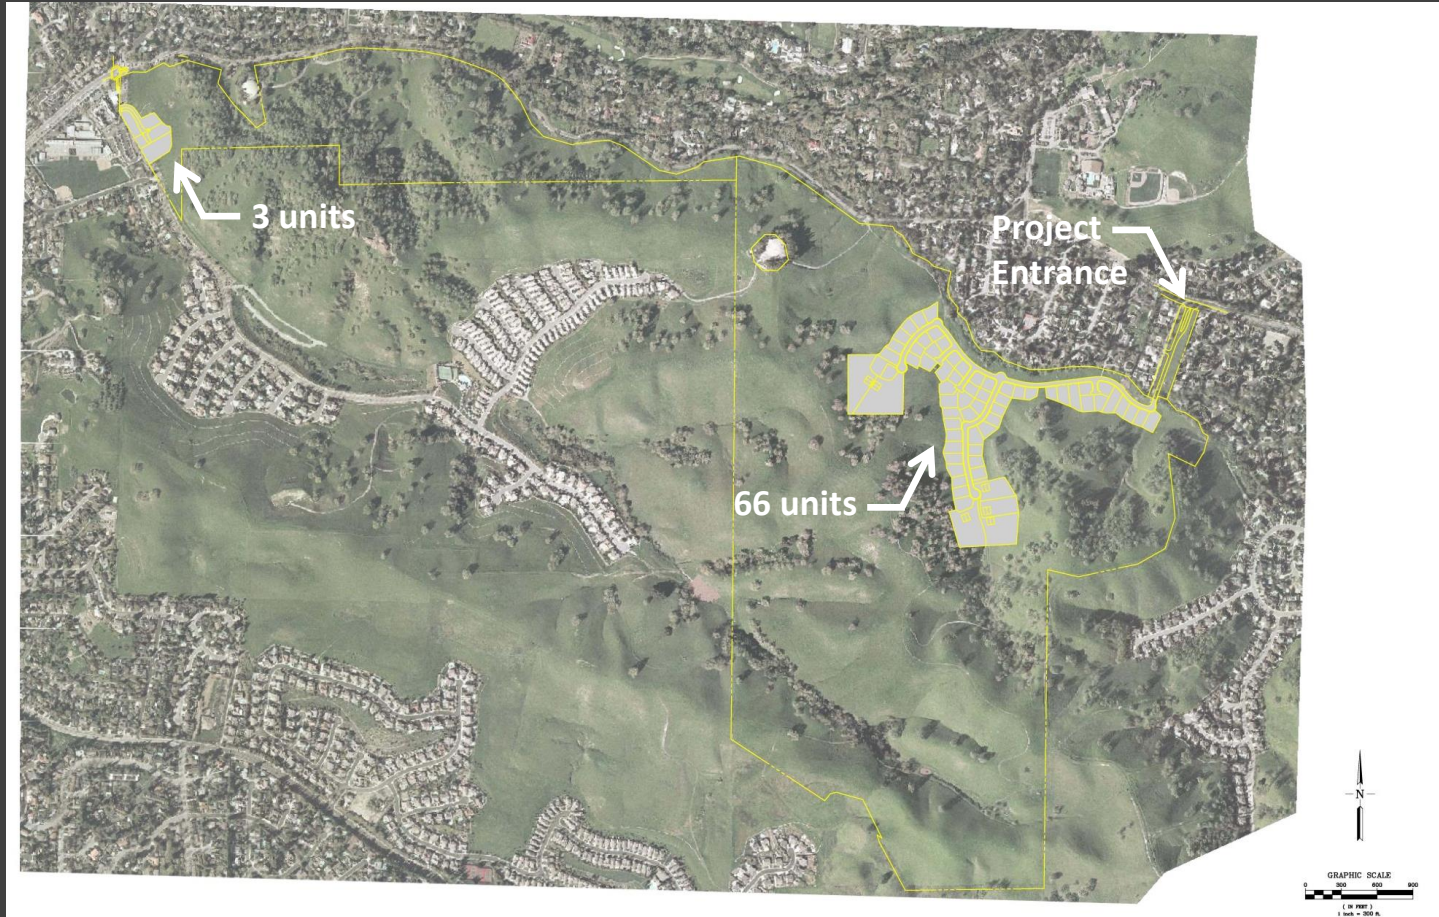 3 units
Project
Entrance
66 units
N
GRAPHIC SCALE
0 300 600 900
( IN FEET )
1 inch = 300 ft.